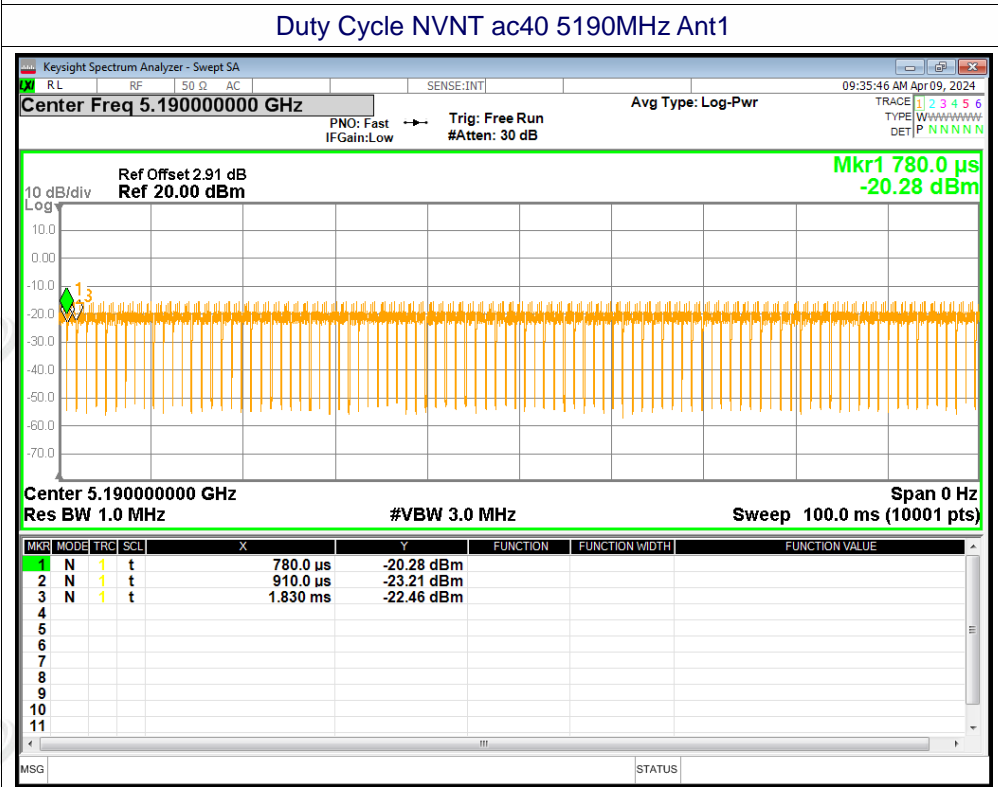 Duty Cycle NVNT ac40 5190MHz Ant1
Keysight Spectrum Analyzer - Swept SA
LXI RL RF 50 Ω AC SENSE:INT 09:35:46 AM Apr 09, 2024
Center Freq 5.190000000 GHz Avg Type: Log-Pwr TRACE 1 2 3 4 5 6
PNO: Fast Trig: Free Run TYPE WWWWWWW
IFGain:Low #Atten: 30 dB DET P N N N N N
Mkr1 780.0 µs
Ref Offset 2.91 dB
10 dB/div Ref 20.00 dBm -20.28 dBm
Log
10.0
0.00
-10.0
1
3
-20.0
-30.0
-40.0
-50.0
-60.0
-70.0
Center 5.190000000 GHz Span 0 Hz
Res BW 1.0 MHz #VBW 3.0 MHz Sweep 100.0 ms (10001 pts)
MKR MODE TRC SCL X Y FUNCTION FUNCTION WIDTH FUNCTION VALUE
1 N 1 t 780.0 µs -20.28 dBm
2 N 1 t 910.0 µs -23.21 dBm
3 N 1 t 1.830 ms -22.46 dBm
4
5
6
7
8
9
10
11
MSG STATUS